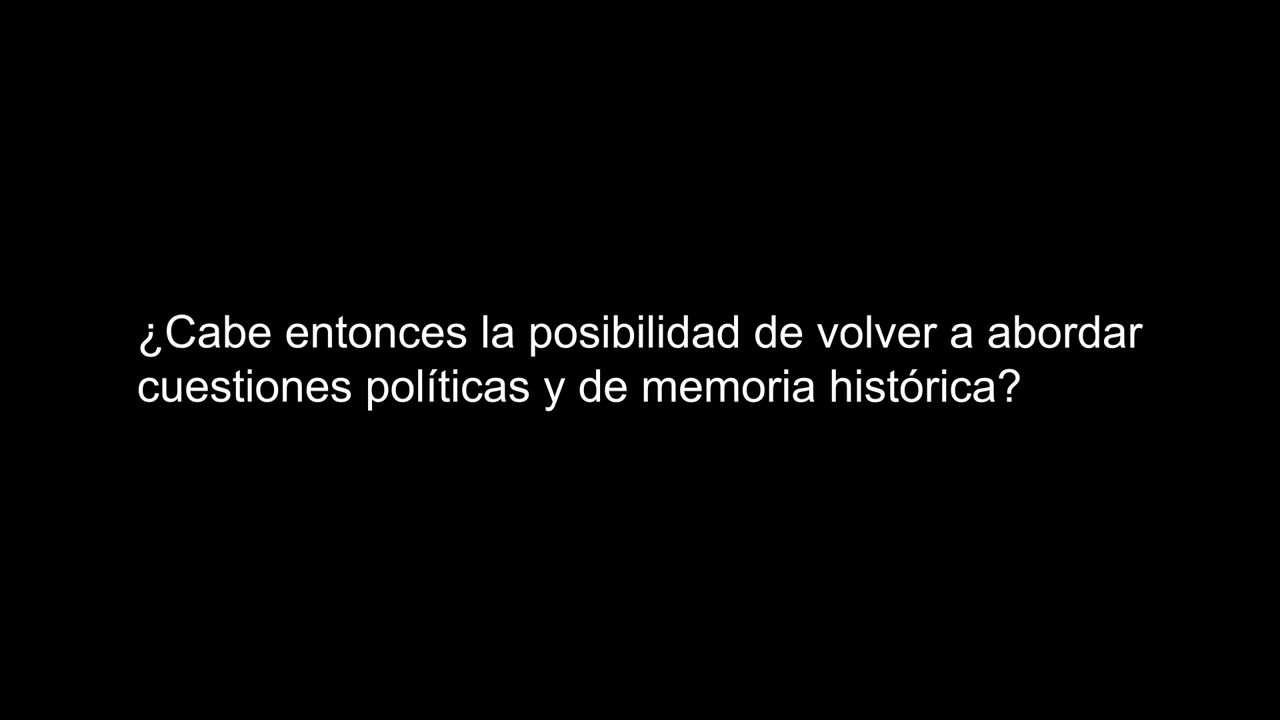 ¿Cabe entonces la posibilidad de volver a abordar
cuestiones políticas y de memoria histórica?